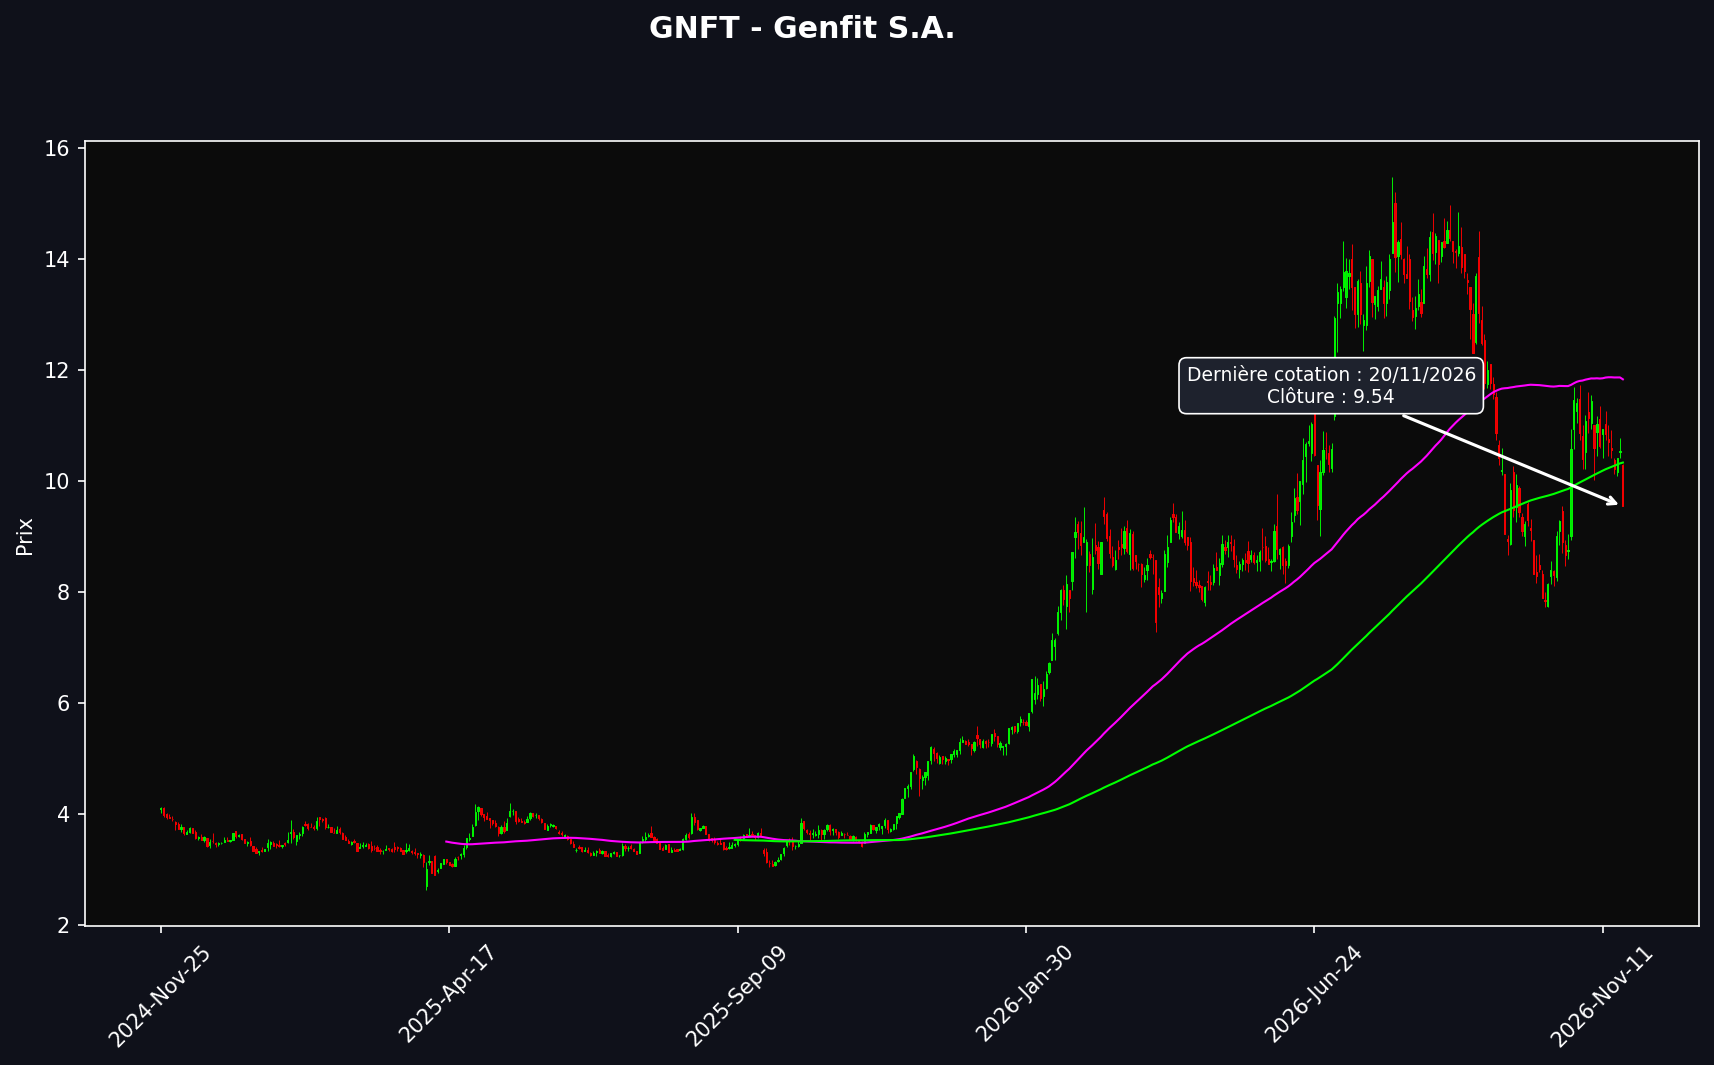 GNFT - Genfit S.A.
16
14
12
10
8
6
4
2
Prix
Dernière cotation : 20/11/2026
Clôture : 9.54
2024-Nov-25
2025-Apr-17
2025-Sep-09
2026-Jan-30
2026-Jun-24
2026-Nov-11